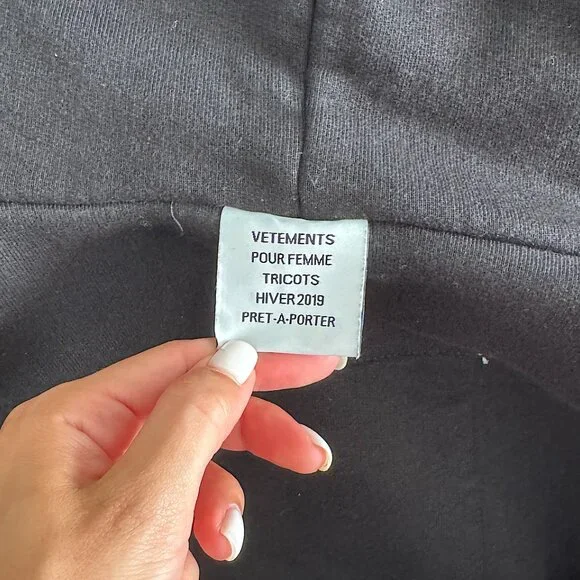 VETEMENTS
POUR FEMME
TRICOTS
HIVER 2019
PRET-A-PORTER